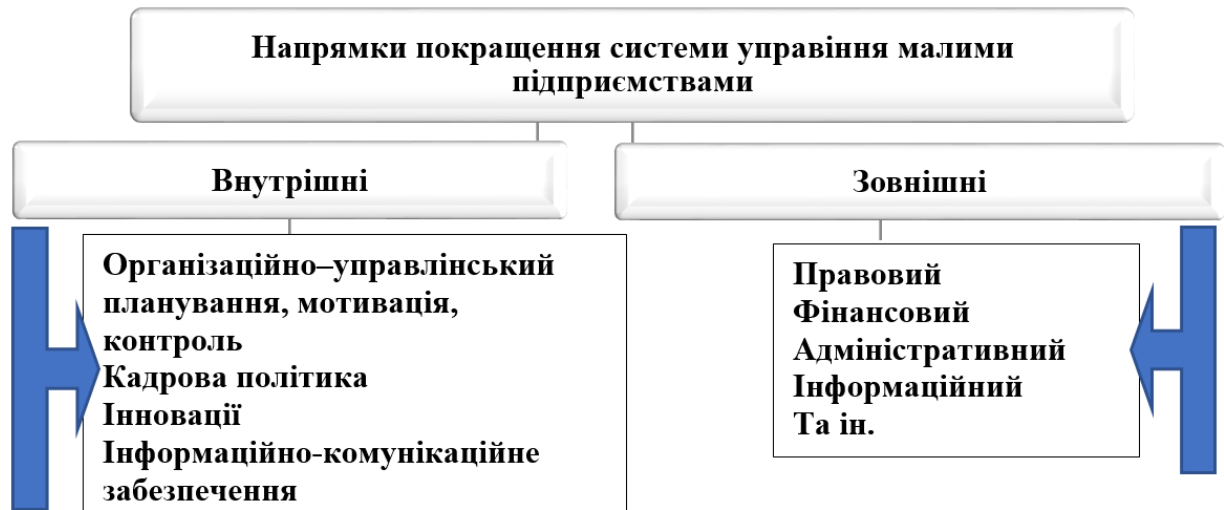 Напрямки покращення системи управіння малими
підприємствами
Внутрішні
Зовнішні
Організаційно–управлінський
планування, мотивація,
контроль
Кадрова політика
Інновації
Інформаційно-комунікаційне
забезпечення
Правовий
Фінансовий
Адміністративний
Інформаційний
Та ін.